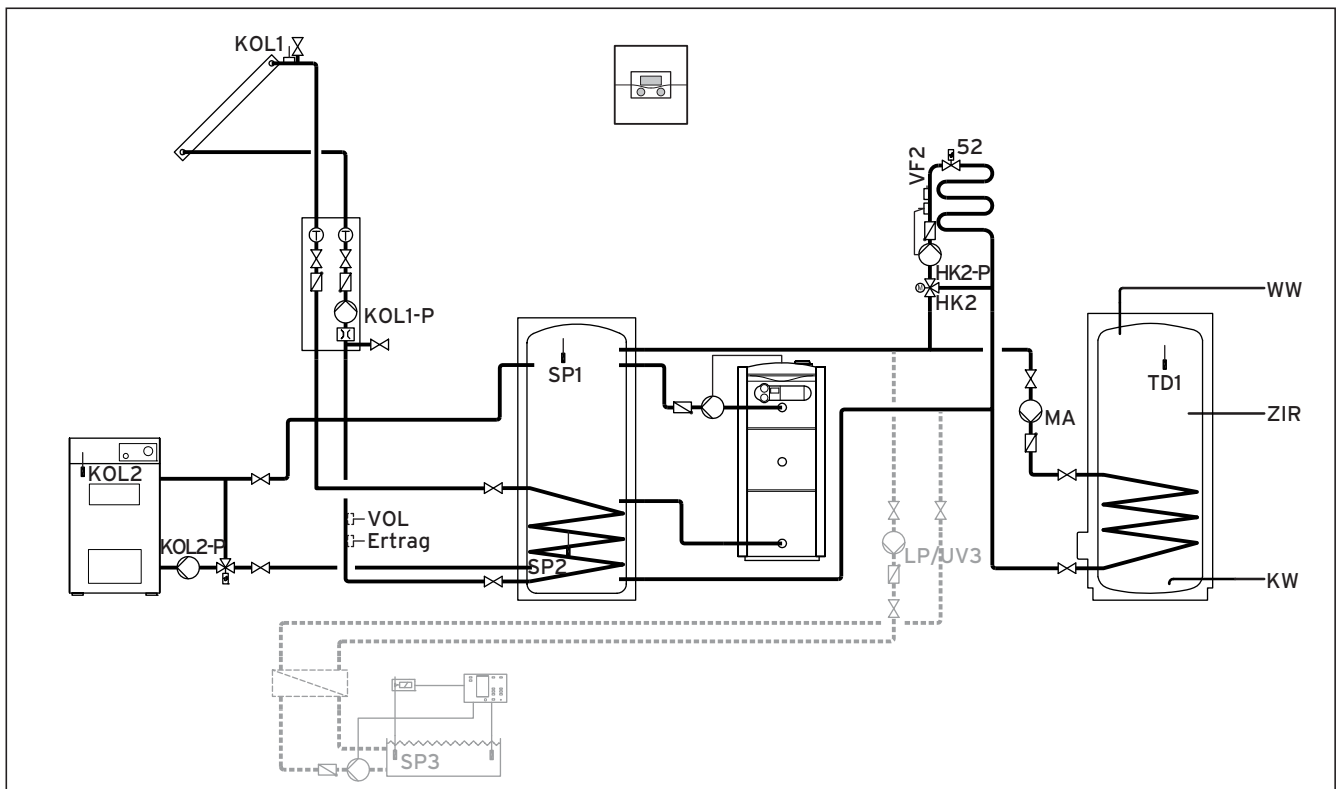 KOL1
VF2
52
KOL1-P
HK2-P
HK2
WW
SP1
TD1
MA
ZIR
KOL2
VOL
Ertrag
KOL2-P
SP2
LP/UV3
KW
SP3
T
T
M